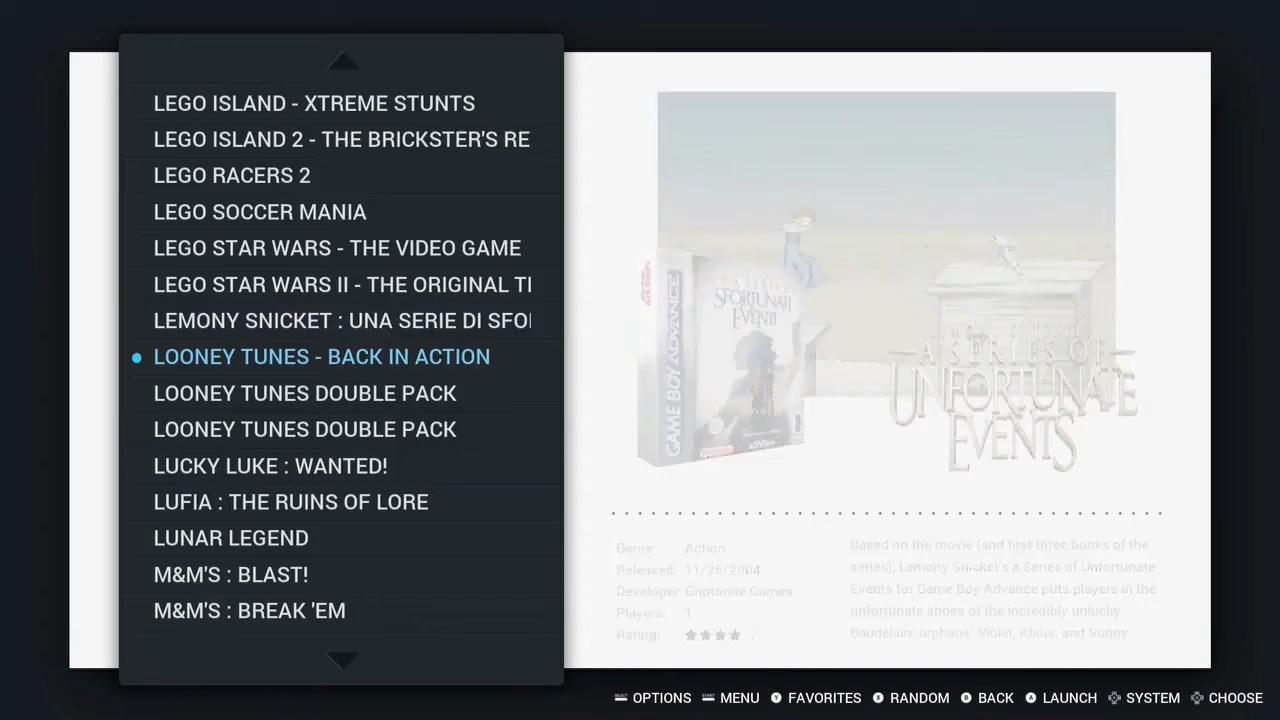 LEGO ISLAND - XTREME STUNTS
LEGO ISLAND 2 - THE BRICKSTER'S RE
LEGO RACERS 2
LEGO SOCCER MANIA
LEGO STAR WARS - THE VIDEO GAME
LEGO STAR WARS II - THE ORIGINAL
LEMONY SNICKET : UNA SERIE DI
LOONEY TUNES - BACK IN ACTION
LOONEY TUNES DOUBLE PACK
LOONEY TUNES DOUBLE PACK
LUCKY LUKE : WANTED!
LUFIA : THE RUINS OF LORE
LUNAR LEGEND
M&M'S : BLAST!
M&M'S : BREAK 'EM
GAME BOY ADVANCE
UNFORTUNATE
EVENTS
ACTIVISION
A SERIES OF
UNFORTUNATE
EVENTS
Genre: Action
Released: 11/26/2004
Developer: Griptonite Games
Players: 1
Rating:
Based on the movie (and first three books of the
series), Lemony Snicket's a Series of Unfortunate
Events for Game Boy Advance puts players in the
unfortunate shoes of the incredibly unlucky
Baudelaire orphans: Violet, Klaus, and Sunny
SELECT OPTIONS START MENU Y FAVORITES X RANDOM B BACK A LAUNCH SYSTEM CHOOSE